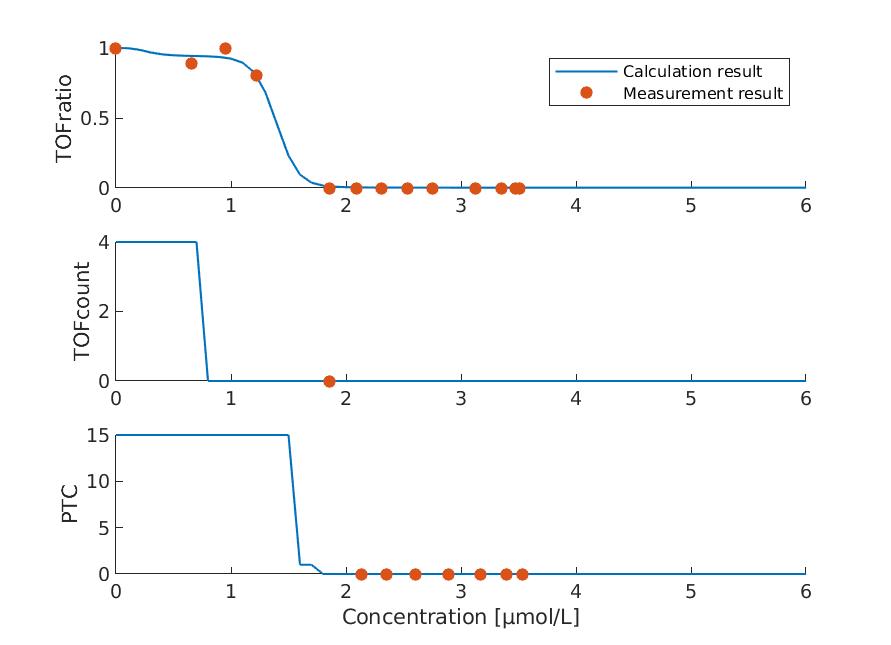 TOFratio
1
0.5
0
0 1 2 3 4 5 6
Calculation result
Measurement result
TOFcount
4
2
0
0 1 2 3 4 5 6
PTC
15
10
5
0
0 1 2 3 4 5 6
Concentration [μmol/L]